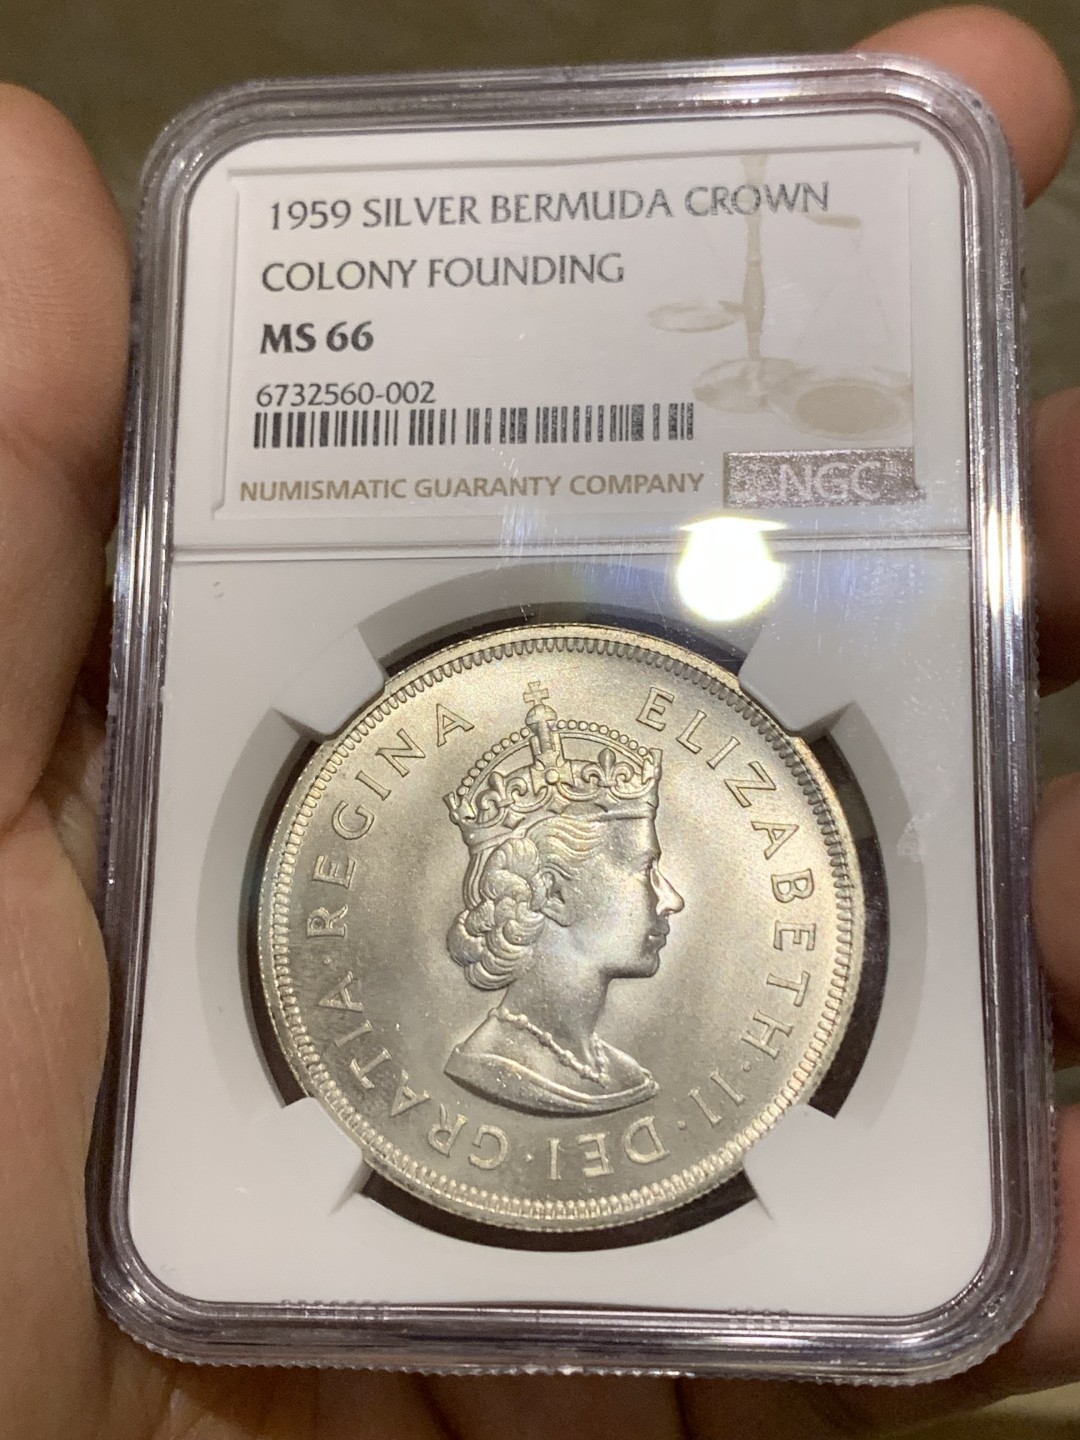 1959 SILVER BERMUDA CROWN
COLONY FOUNDING
MS 66
6732560-002
NUMISMATIC GUARANTY COMPANY
NGC
ELIZABETH·II·DEI·GRATIA·REGINA